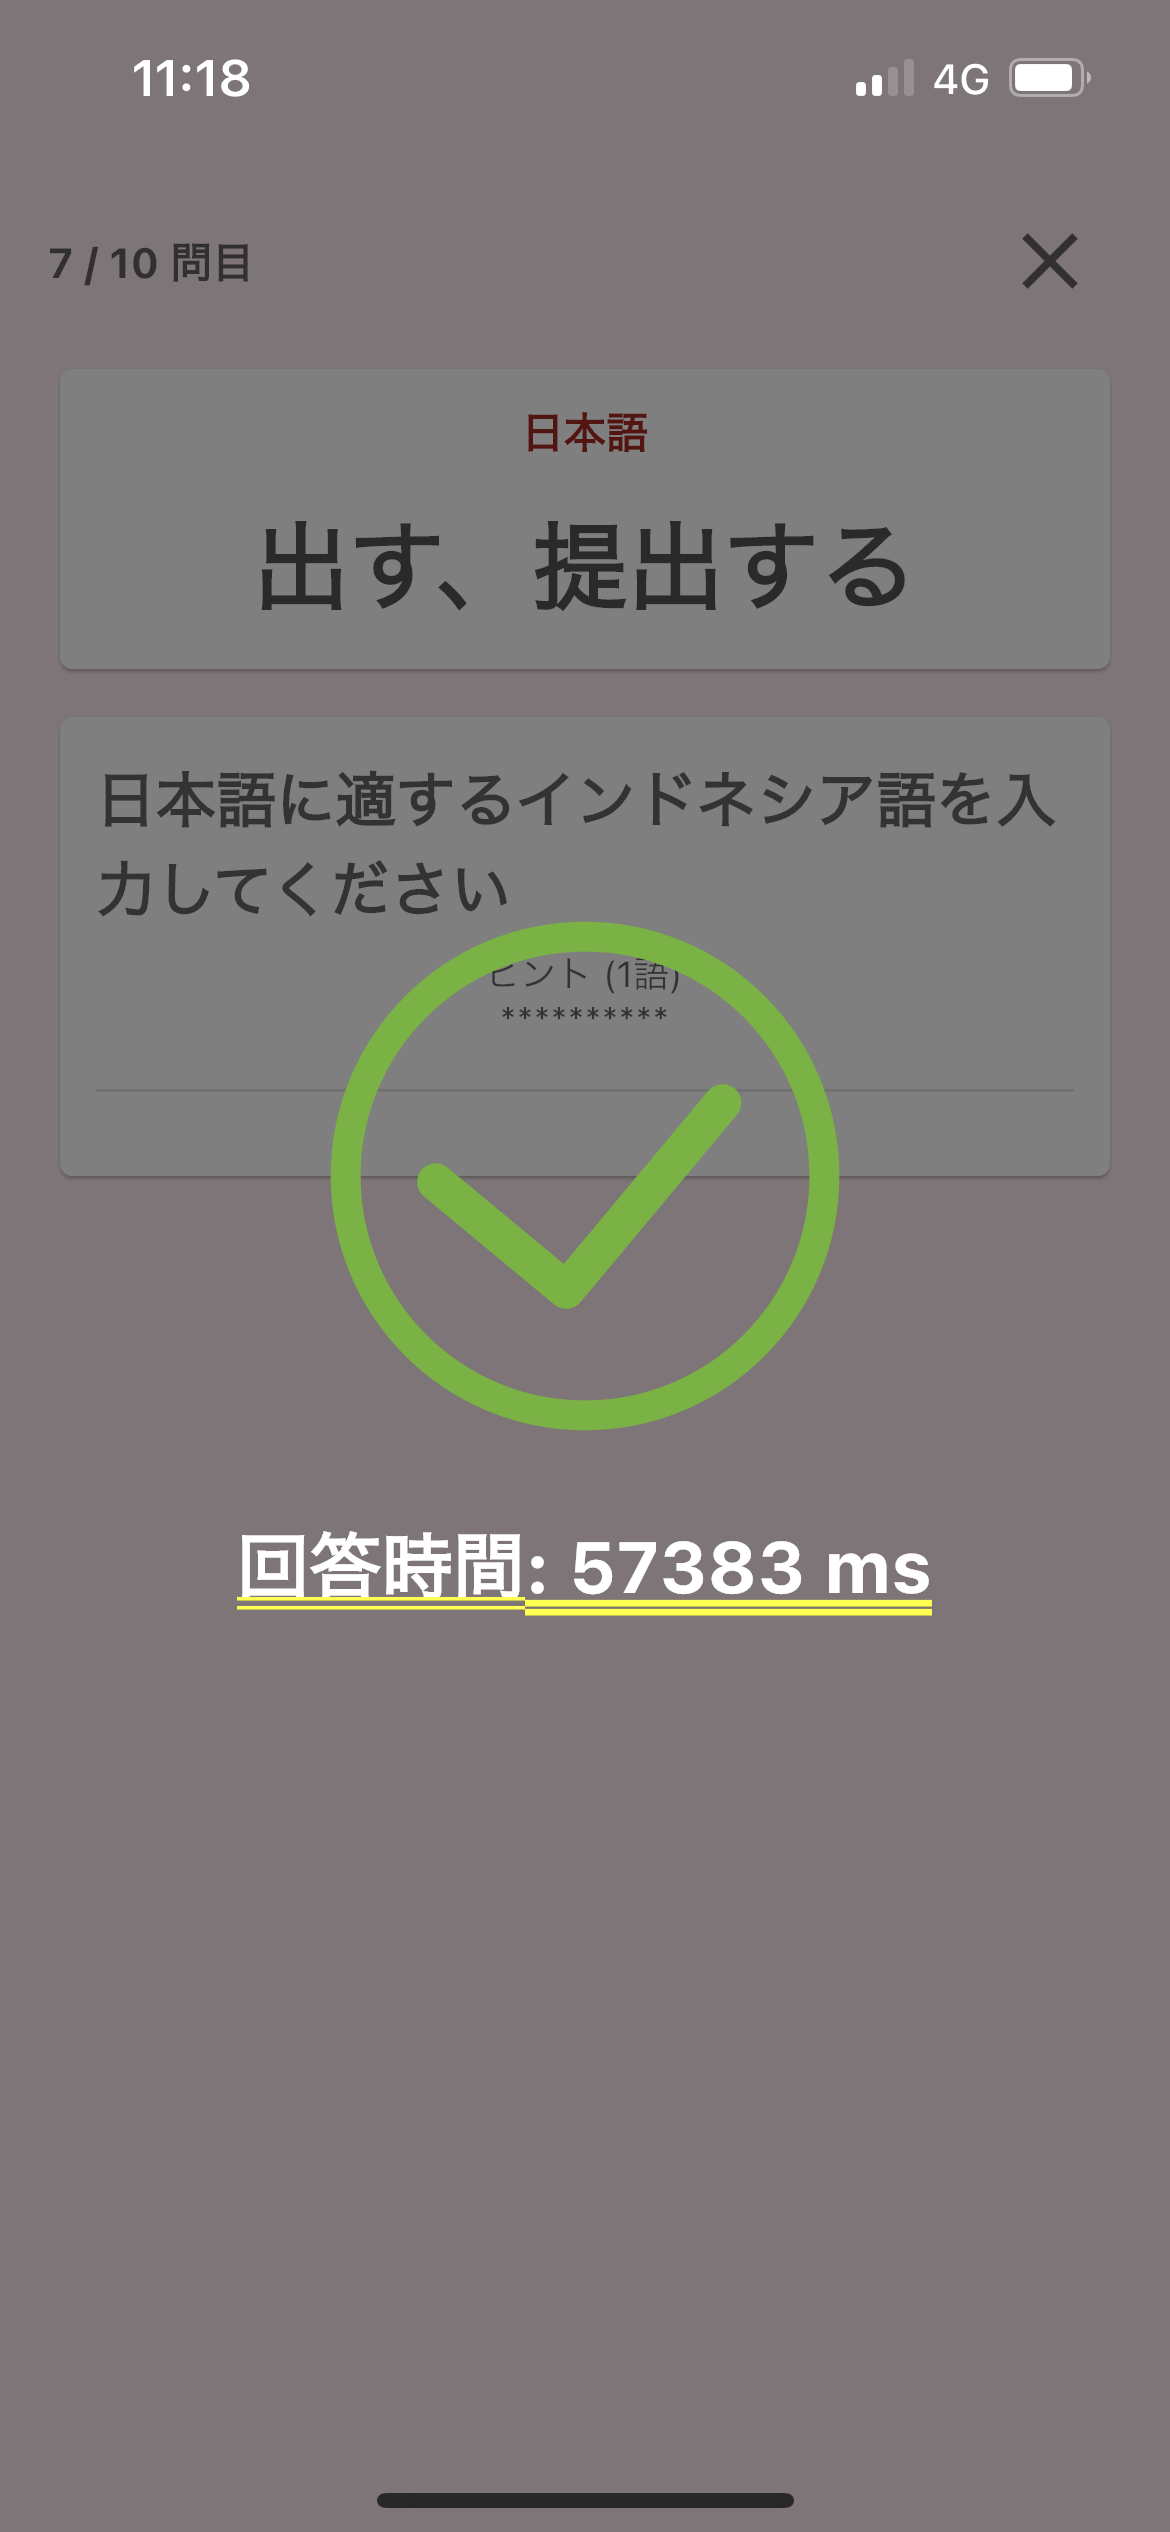 11:18
4G
7 / 10 問目
日本語
出す、提出する
日本語に適するインドネシア語を入
力してください
ヒント (1語)
**********
回答時間: 57383 ms